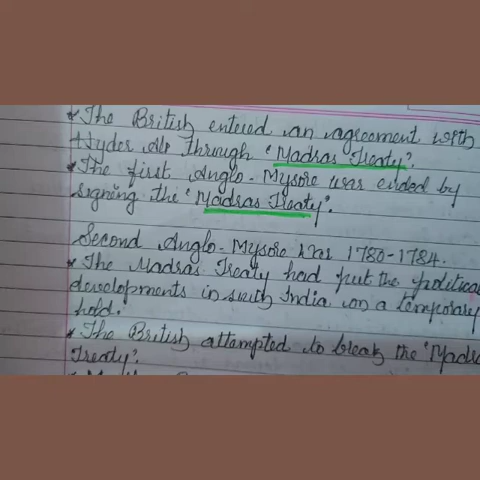 * The British entered an agreement with
Hyder Ali through 'Madras Treaty'.
* The first Anglo-Mysore war ended by
signing the 'Madras Treaty'.
Second Anglo-Mysore War 1780-1784.
* The Madras Treaty had put the political
developments in south India on a temporary
hold.
* The British attempted to break the 'Madra
Treaty'.